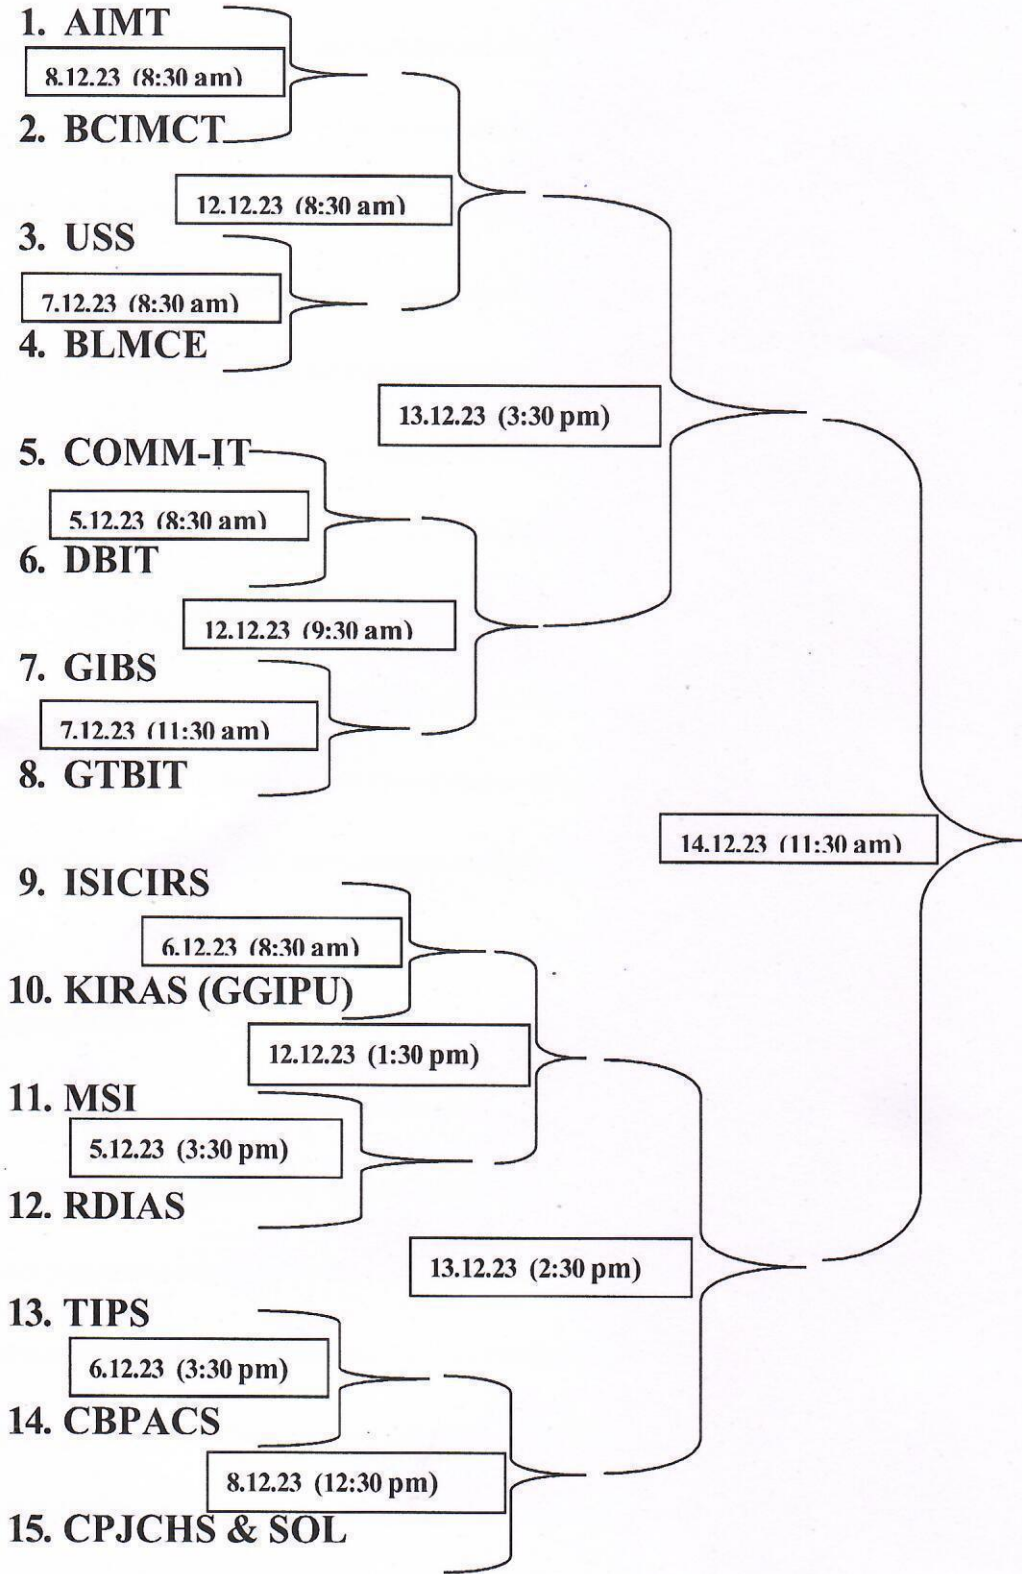 1. AIMT
8.12.23 (8:30 am)
2. BCIMCT
12.12.23 (8:30 am)
3. USS
7.12.23 (8:30 am)
4. BLMCE
13.12.23 (3:30 pm)
5. COMM-IT
5.12.23 (8:30 am)
6. DBIT
12.12.23 (9:30 am)
7. GIBS
7.12.23 (11:30 am)
8. GTBIT
14.12.23 (11:30 am)
9. ISICIRS
6.12.23 (8:30 am)
10. KIRAS (GGIPU)
12.12.23 (1:30 pm)
11. MSI
5.12.23 (3:30 pm)
12. RDIAS
13.12.23 (2:30 pm)
13. TIPS
6.12.23 (3:30 pm)
14. CBPACS
8.12.23 (12:30 pm)
15. CPJCHS & SOL